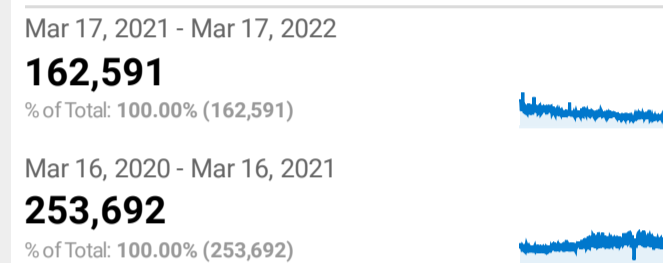 Mar 17, 2021 - Mar 17, 2022
162,591
% of Total: 100.00% (162,591)
Mar 16, 2020 - Mar 16, 2021
253,692
% of Total: 100.00% (253,692)